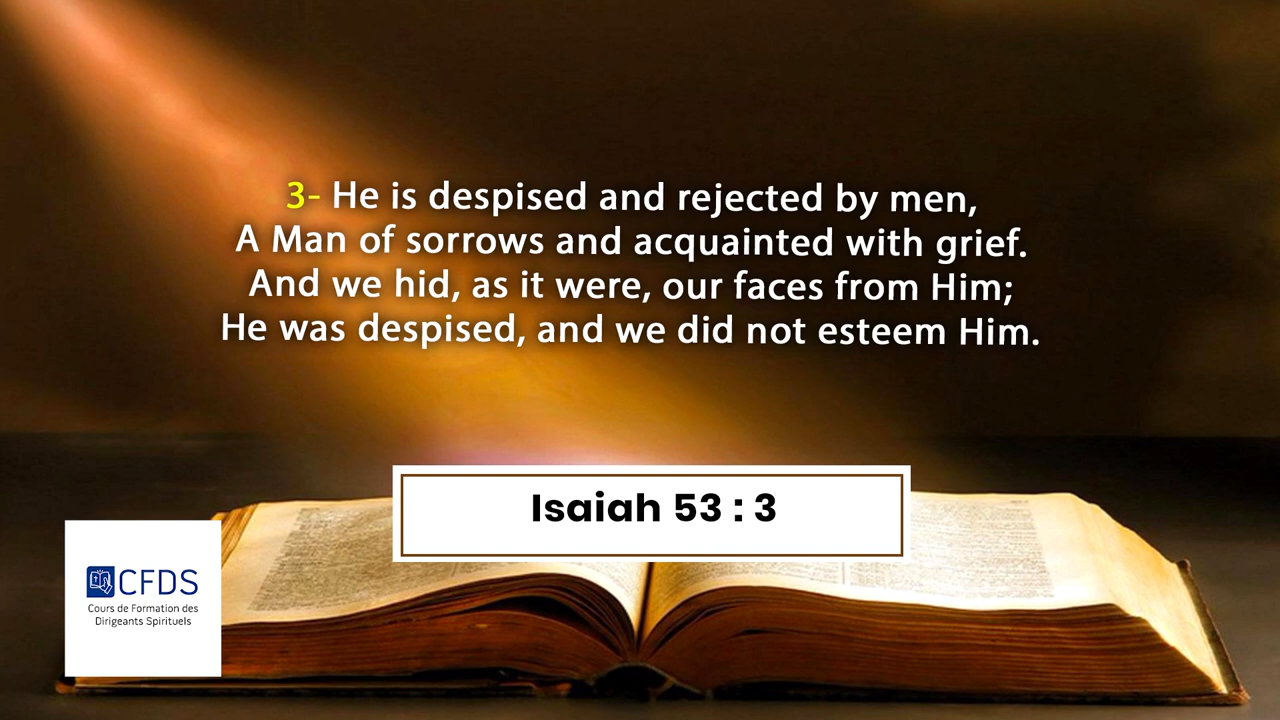 3- He is despised and rejected by men,
A Man of sorrows and acquainted with grief.
And we hid, as it were, our faces from Him;
He was despised, and we did not esteem Him.
Isaiah 53 : 3
CFDS
Cours de Formation des
Dirigeants Spirituels